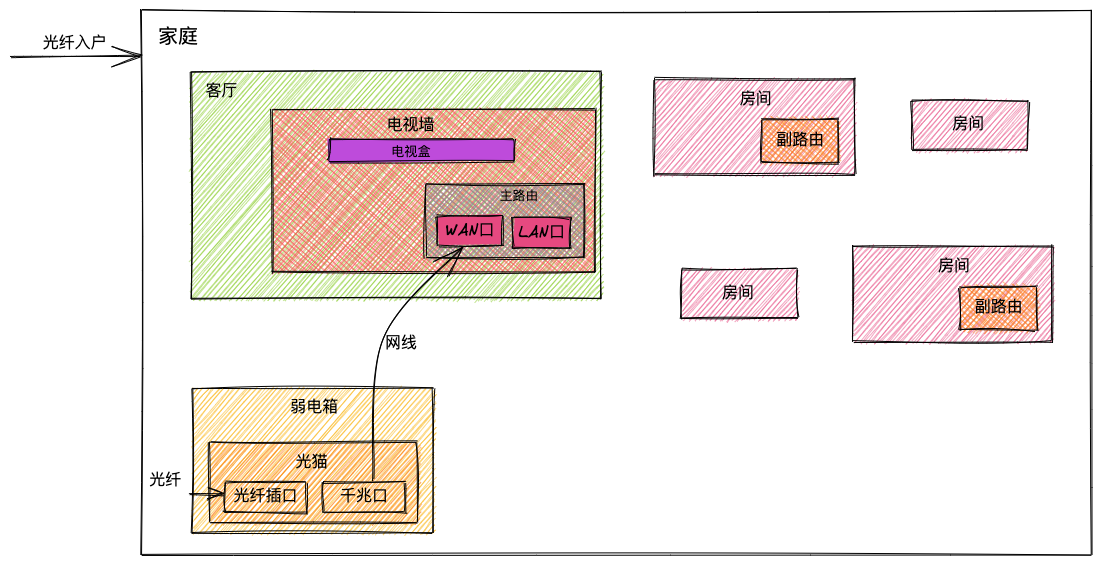 光纤入户
家庭
客厅
电视墙
电视盒
主路由
WAN口
LAN口
房间
副路由
房间
房间
房间
副路由
网线
弱电箱
光猫
光纤
光纤插口
千兆口